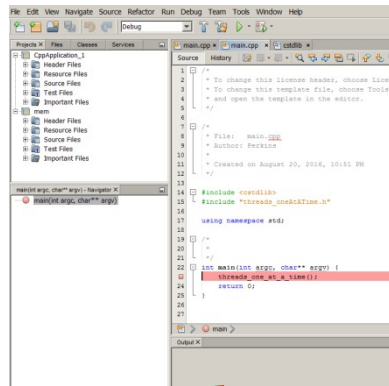 File Edit View Navigate Source Refactor Run Debug Team Tools Window Help
Debug
Projects X Files Classes Services
main.cpp x main.cpp x cstdlib x
CppApplication_1
Header Files
Resource Files
Source Files
Test Files
Important Files
mem
Header Files
Resource Files
Source Files
Test Files
Important Files
main(int argc, char** argv) - Navigator X
main(int argc, char** argv)
Source History
1 /*
2 * To change this license header, choose Lice
3 * To change this template file, choose Tools
4 * and open the template in the editor.
5 */
6
7 /*
8 * File: main.cpp
9 * Author: Perkins
10 *
11 * Created on August 20, 2016, 10:51 PM
12 */
13
14 #include <cstdlib>
15 #include "threads_oneAtATime.h"
16
17 using namespace std;
18
19 /*
20 *
21 */
22 int main(int argc, char** argv) {
threads_one_at_a_time();
24 return 0;
25 }
26
27
main
Output X